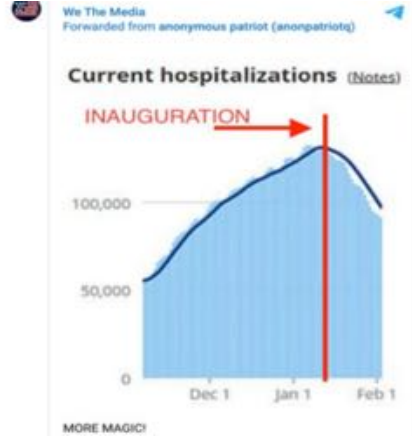 We The Media
Forwarded from anonymous patriot (anonpatriotq)
Current hospitalizations (Notes)
INAUGURATION
100,000
50,000
0
Dec 1 Jan 1 Feb 1
MORE MAGIC!